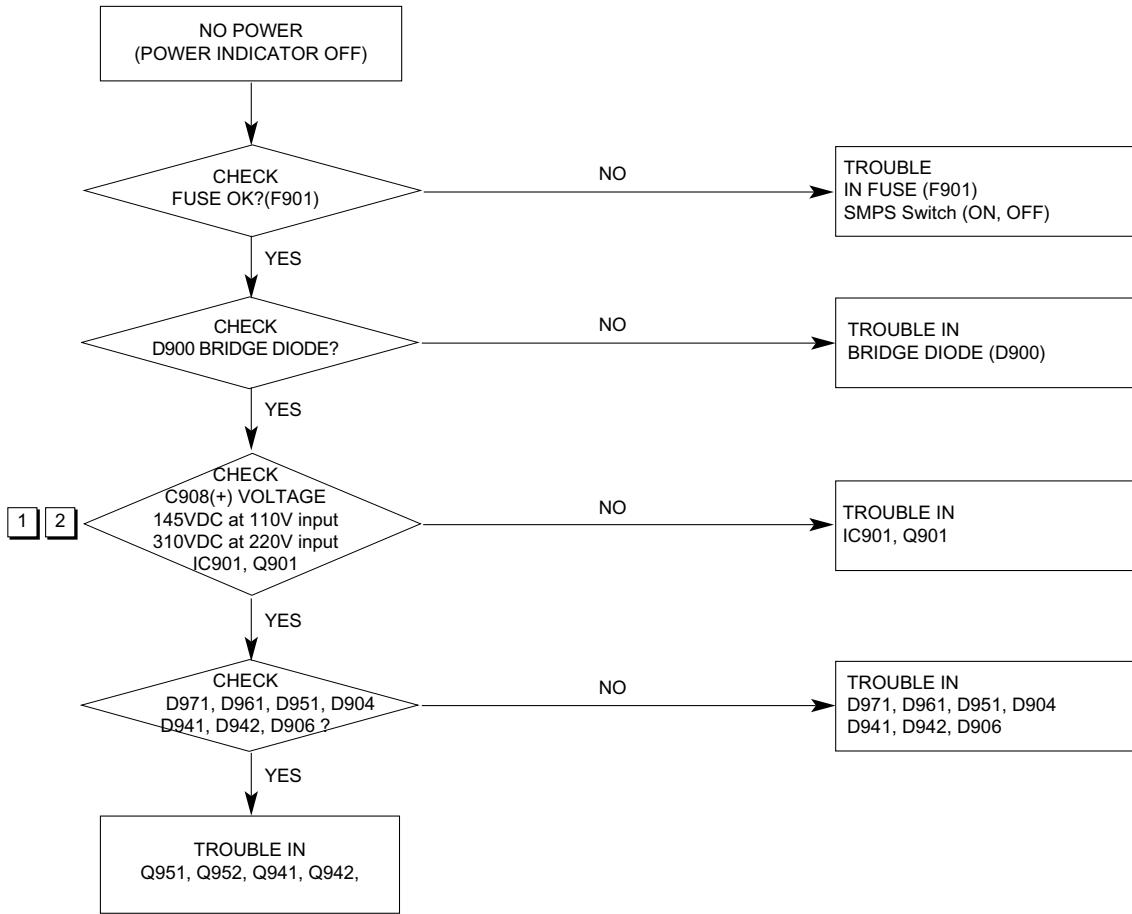 NO POWER
(POWER INDICATOR OFF)
CHECK
FUSE OK?(F901)
NO
TROUBLE
IN FUSE (F901)
SMPS Switch (ON, OFF)
YES
CHECK
D900 BRIDGE DIODE?
NO
TROUBLE IN
BRIDGE DIODE (D900)
YES
1 2
CHECK
C908(+) VOLTAGE
145VDC at 110V input
310VDC at 220V input
IC901, Q901
NO
TROUBLE IN
IC901, Q901
YES
CHECK
D971, D961, D951, D904
D941, D942, D906 ?
NO
TROUBLE IN
D971, D961, D951, D904
D941, D942, D906
YES
TROUBLE IN
Q951, Q952, Q941, Q942,